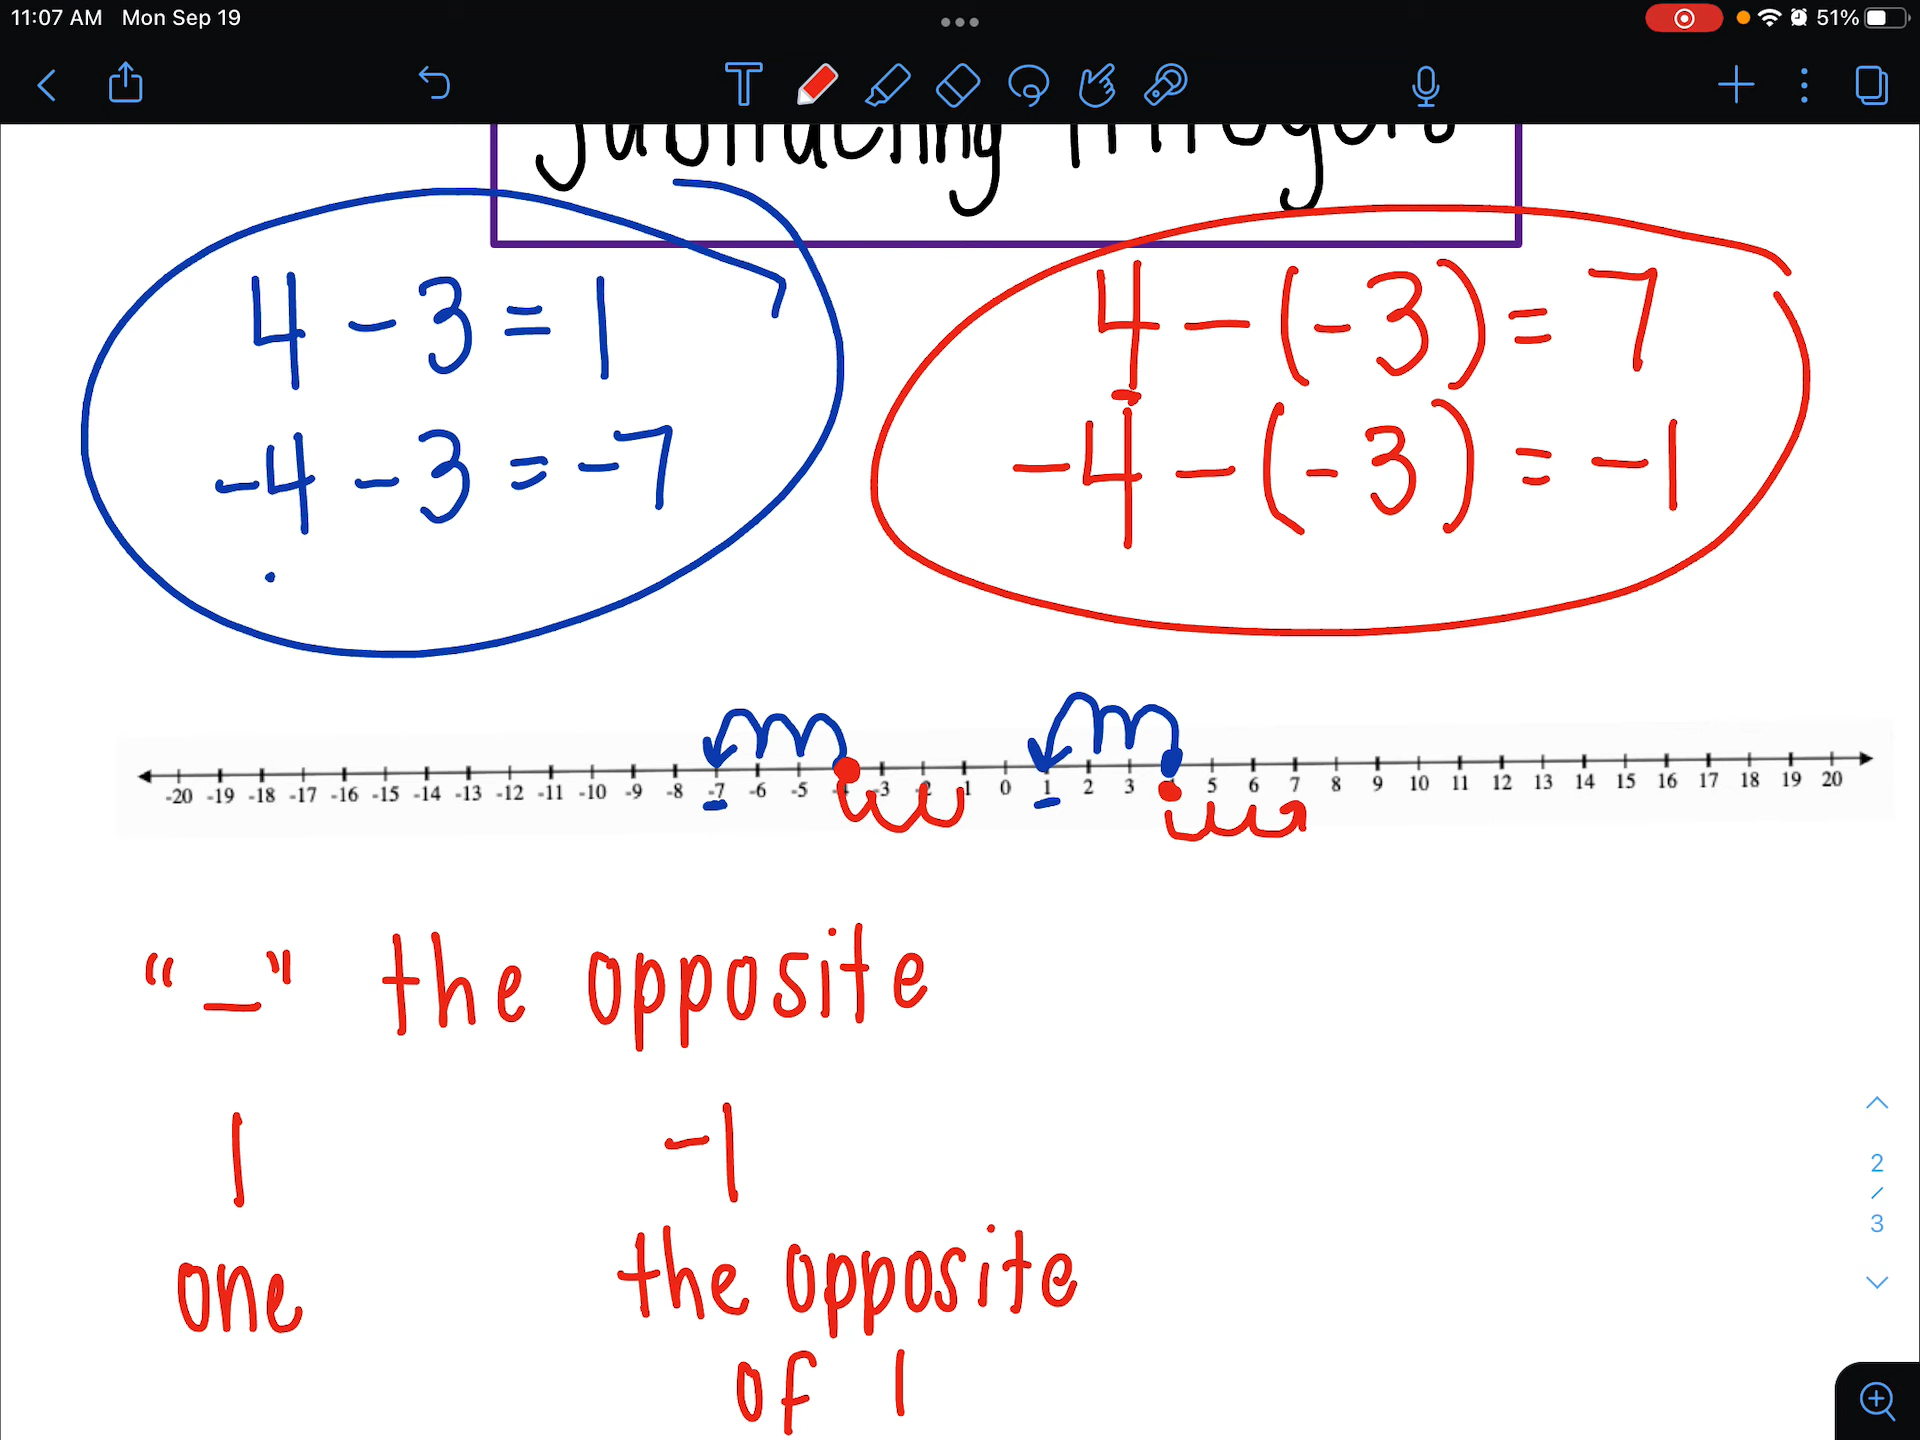 11:07 AM Mon Sep 19
51%
Subtracting Integers
4 - 3 = 1
4 - (-3) = 7
-4 - 3 = -7
-4 - (-3) = -1
-20 -19 -18 -17 -16 -15 -14 -13 -12 -11 -10 -9 -8 -7 -6 -5 -3 -2 0 1 2 3 5 6 7 8 9 10 11 12 13 14 15 16 17 18 19 20
“ – ” the opposite
1 -1
one the opposite
of 1
2
/
3